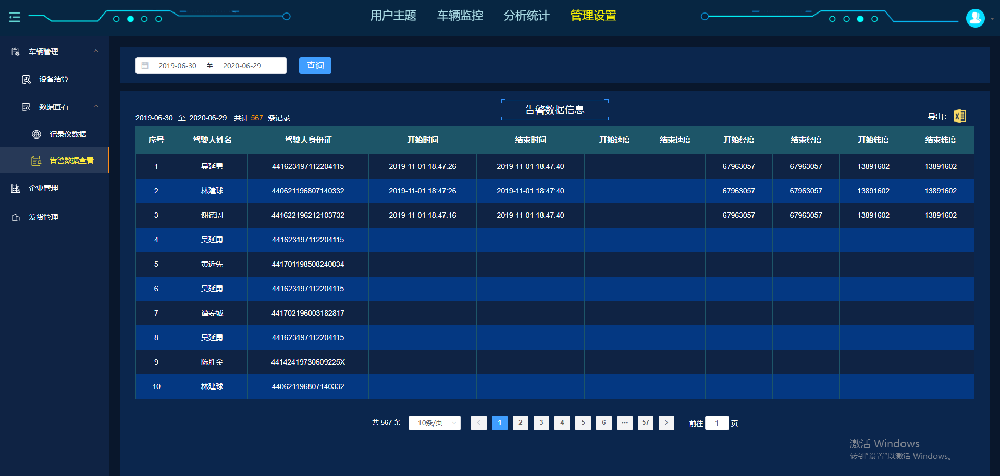 用户主题 车辆监控 分析统计 管理设置
车辆管理
设备结算
数据查看
记录仪数据
告警数据查看
企业管理
发货管理
2019-06-30 至 2020-06-29 查询
告警数据信息
2019-06-30 至 2020-06-29 共计 567 条记录 导出：
序号 驾驶人姓名 驾驶人身份证 开始时间 结束时间 开始速度 结束速度 开始经度 结束经度 开始纬度 结束纬度
1 吴延勇 441623197112204115 2019-11-01 18:47:26 2019-11-01 18:47:40 67963057 67963057 13891602 13891602
2 林建球 440621196807140332 2019-11-01 18:47:26 2019-11-01 18:47:40 67963057 67963057 13891602 13891602
3 谢德周 441622196212103732 2019-11-01 18:47:16 2019-11-01 18:47:40 67963057 67963057 13891602 13891602
4 吴延勇 441623197112204115
5 黄近先 441701198508240034
6 吴延勇 441623197112204115
7 谭安城 441702196003182817
8 吴延勇 441623197112204115
9 陈胜金 44142419730609225X
10 林建球 440621196807140332
共 567 条 10条/页 1 2 3 4 5 6 ··· 57 前往 1 页
激活 Windows
转到“设置”以激活 Windows。